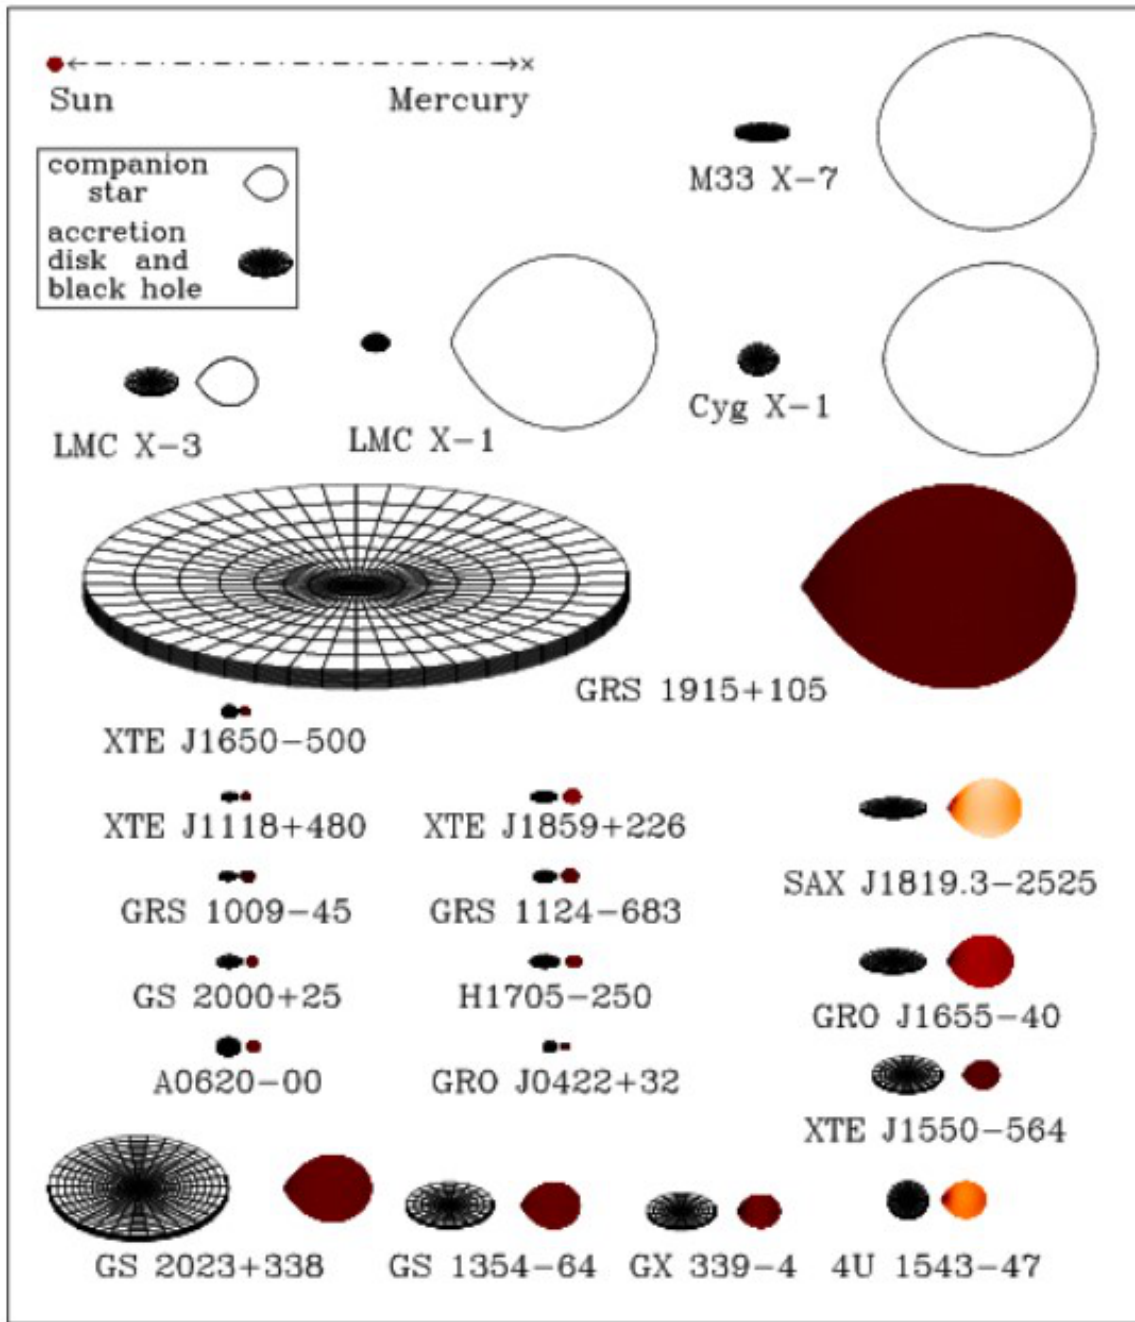 Sun Mercury
companion
star
accretion
disk and
black hole
M33 X-7
LMC X-3
LMC X-1
Cyg X-1
GRS 1915+105
XTE J1650-500
XTE J1118+480
XTE J1859+226
SAX J1819.3-2525
GRS 1009-45
GRS 1124-683
GS 2000+25
H1705-250
GRO J1655-40
A0620-00
GRO J0422+32
XTE J1550-564
GS 2023+338
GS 1354-64
GX 339-4
4U 1543-47